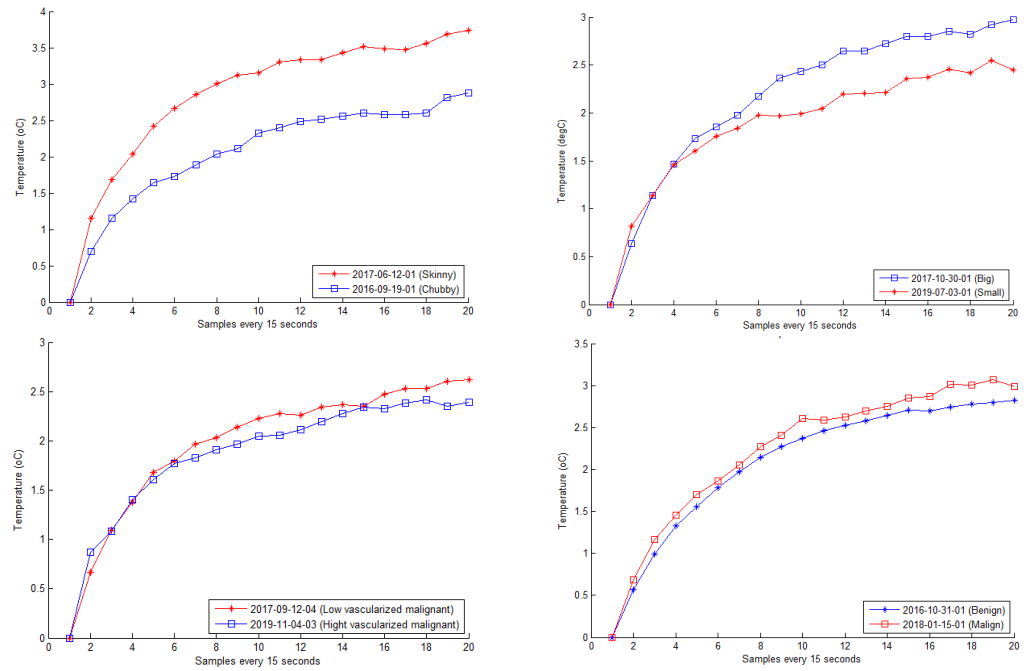 4
3.5
3
2.5
2
1.5
1
0.5
0
Temperature (oC)
2017-06-12-01 (Skinny)
2016-09-19-01 (Chubby)
2 4 6 8 10 12 14 16 18 20
Samples every 15 seconds
3
2.5
2
1.5
1
0.5
0
Temperature (degC)
2017-10-30-01 (Big)
2019-07-03-01 (Small)
2 4 6 8 10 12 14 16 18 20
Samples every 15 seconds
3
2.5
2
1.5
1
0.5
0
Temperature (oC)
2017-09-12-04 (Low vascularized malignant)
2019-11-04-03 (Hight vascularized malignant)
2 4 6 8 10 12 14 16 18 20
Samples every 15 seconds
3.5
3
2.5
2
1.5
1
0.5
0
Temperature (oC)
2016-10-31-01 (Benign)
2018-01-15-01 (Malign)
2 4 6 8 10 12 14 16 18 20
Samples every 15 seconds